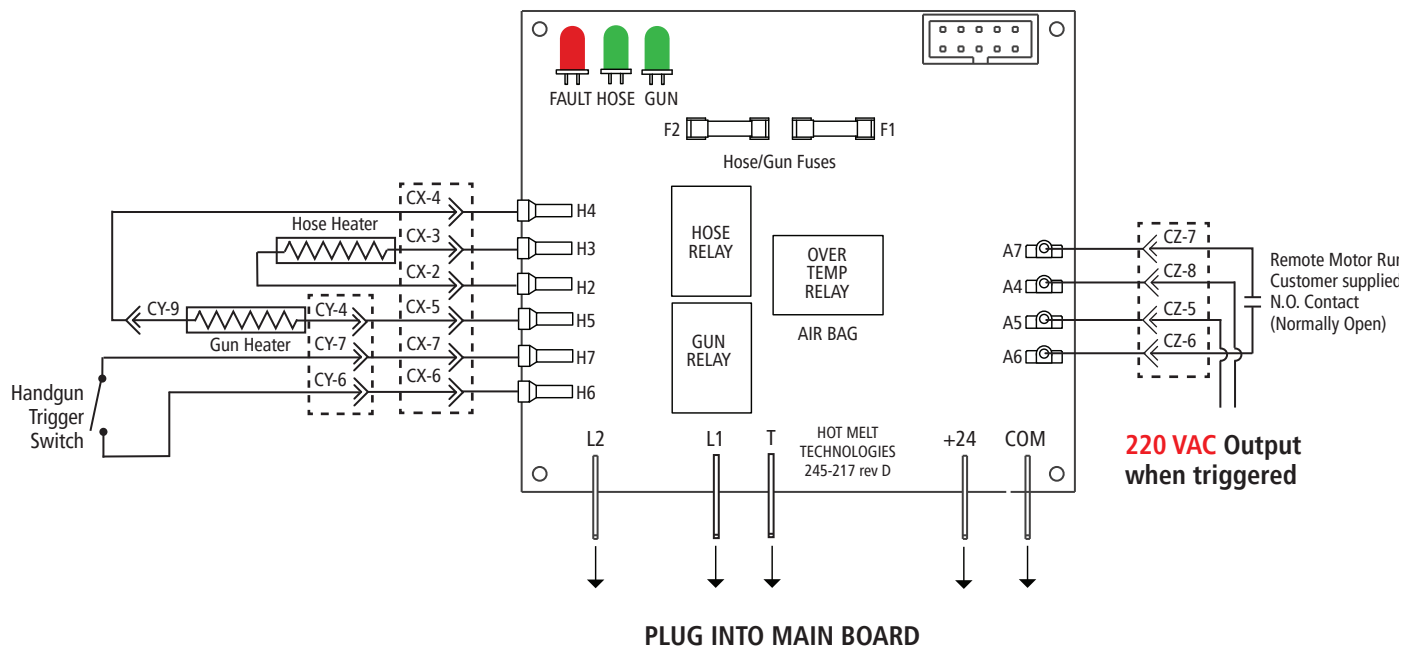 FAULT HOSE GUN
F2
F1
Hose/Gun Fuses
CX-4
H4
Hose Heater
CX-3
H3
CX-2
H2
CY-9
CY-4
CX-5
H5
Gun Heater
CY-7
CX-7
H7
CY-6
CX-6
H6
Handgun
Trigger
Switch
HOSE
RELAY
GUN
RELAY
OVER
TEMP
RELAY
AIR BAG
A7
CZ-7
A4
CZ-8
A5
CZ-5
A6
CZ-6
Remote Motor
Customer
N.O. Contact
(Normally Open)
L2
L1
T
HOT MELT
TECHNOLOGIES
245-217 rev D
+24
COM
220 VAC Output
when triggered
PLUG INTO MAIN BOARD